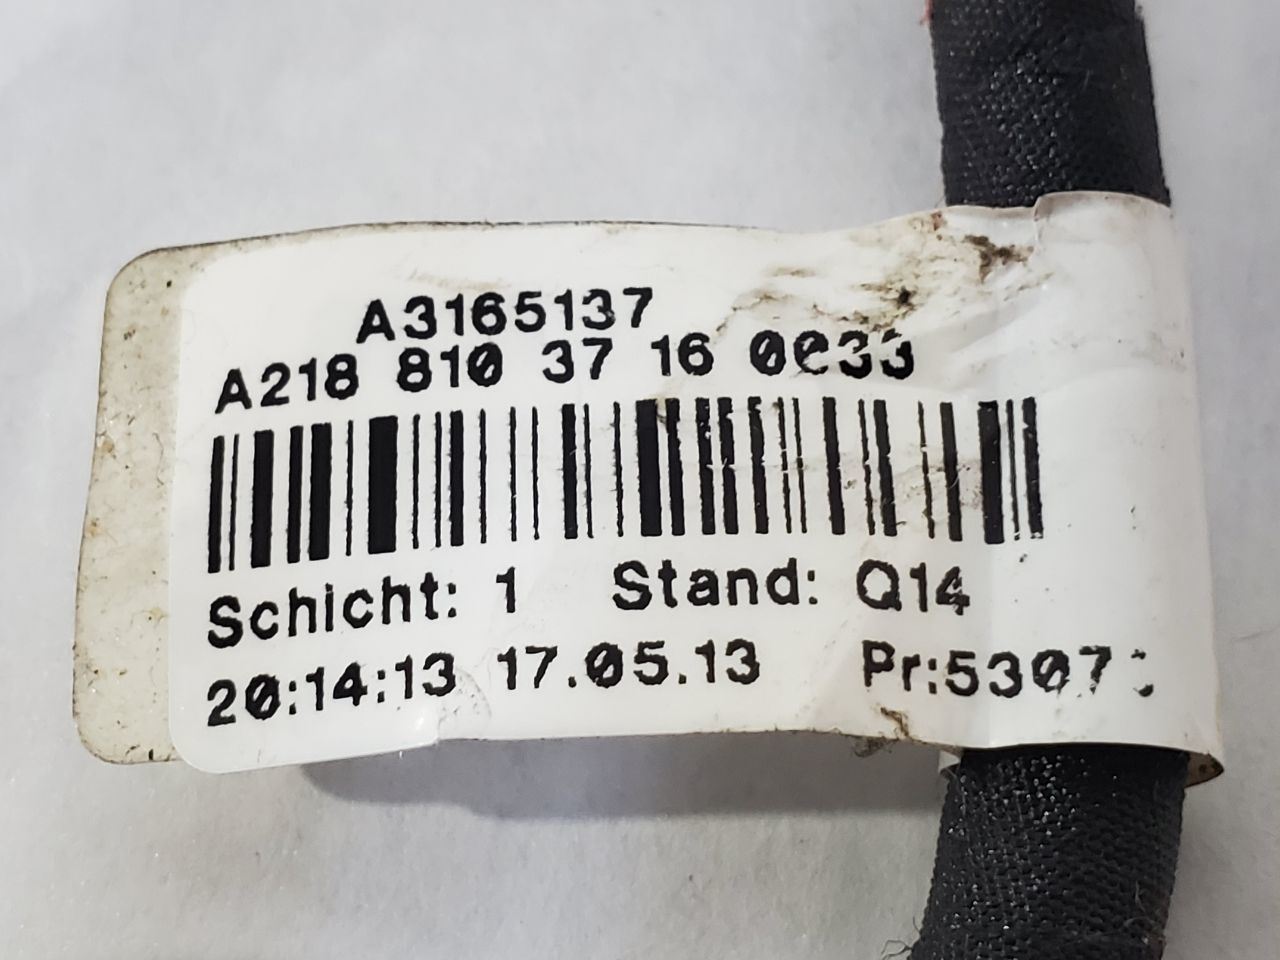 A3165137
A218 810 37 16
Schicht: 1 Stand: Q14
20:14:13 17.05.13